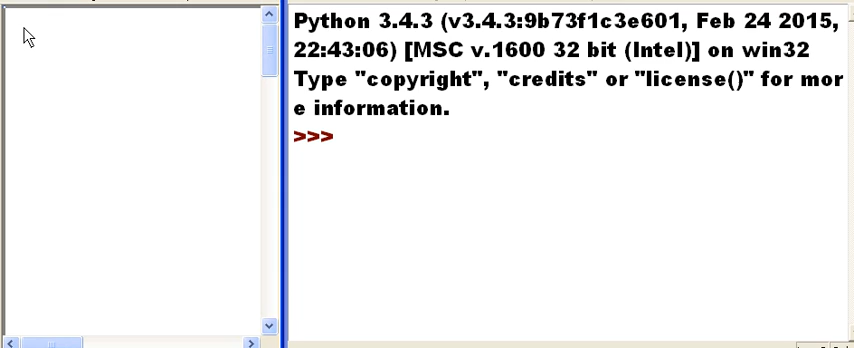 Python 3.4.3 (v3.4.3:9b73f1c3e601, Feb 24 2015,
22:43:06) [MSC v.1600 32 bit (Intel)] on win32
Type "copyright", "credits" or "license()" for mor
e information.
>>>